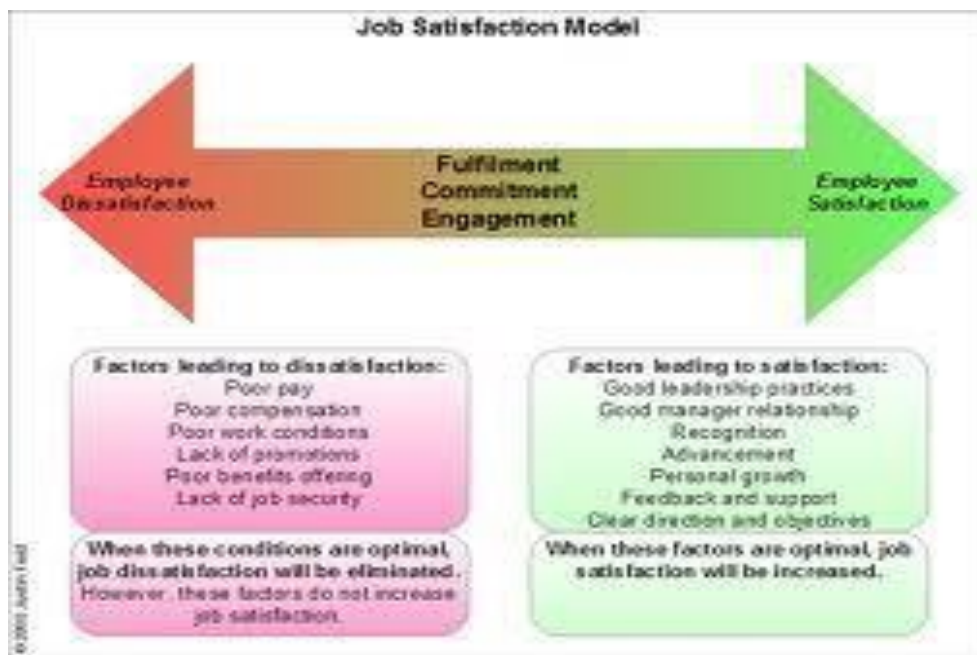 Job Satisfaction Model
Employee
Dissatisfaction
Fulfilment
Commitment
Engagement
Employee
Satisfaction
Factors leading to dissatisfaction:
Poor pay
Poor compensation
Poor work conditions
Lack of promotions
Poor benefits offering
Lack of job security
When these conditions are optimal,
job dissatisfaction will be eliminated.
However these factors do not increase
job satisfaction.
Factors leading to satisfaction:
Good leadership practices
Good manager relationship
Recognition
Advancement
Personal growth
Feedback and support
Clear direction and objectives
When these factors are optimal, job
satisfaction will be increased.
Justin Field